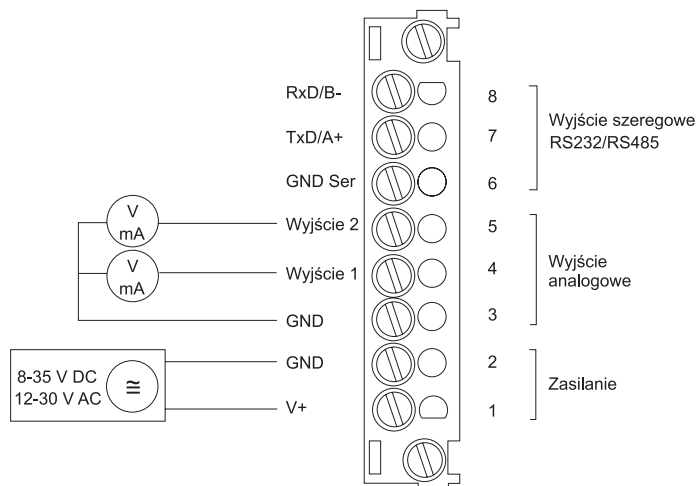 RxD/B-
8
TxD/A+
7
GND Ser
6
Wyjście szeregowe
RS232/RS485
V
mA
Wyjście 2
5
V
mA
Wyjście 1
4
GND
3
Wyjście
analogowe
8-35 V DC
12-30 V AC
≅
GND
2
V+
1
Zasilanie